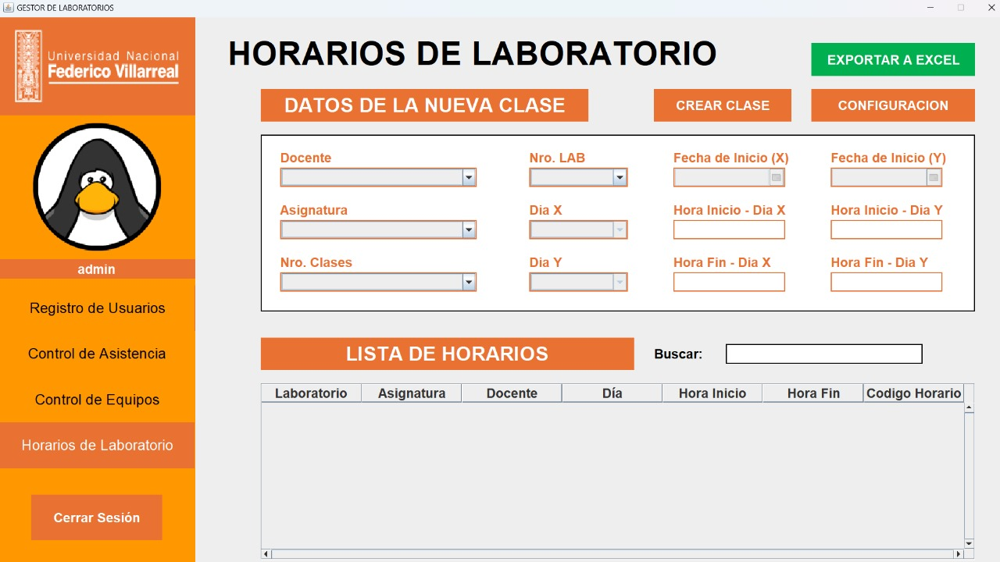 GESTOR DE LABORATORIOS
Universidad Nacional
Federico Villarreal
admin
Registro de Usuarios
Control de Asistencia
Control de Equipos
Horarios de Laboratorio
Cerrar Sesión
HORARIOS DE LABORATORIO
EXPORTAR A EXCEL
DATOS DE LA NUEVA CLASE
CREAR CLASE
CONFIGURACION
Docente
Nro. LAB
Fecha de Inicio (X)
Fecha de Inicio (Y)
Asignatura
Dia X
Hora Inicio - Dia X
Hora Inicio - Dia Y
Nro. Clases
Dia Y
Hora Fin - Dia X
Hora Fin - Dia Y
LISTA DE HORARIOS
Buscar:
Laboratorio Asignatura Docente Día Hora Inicio Hora Fin Codigo Horario